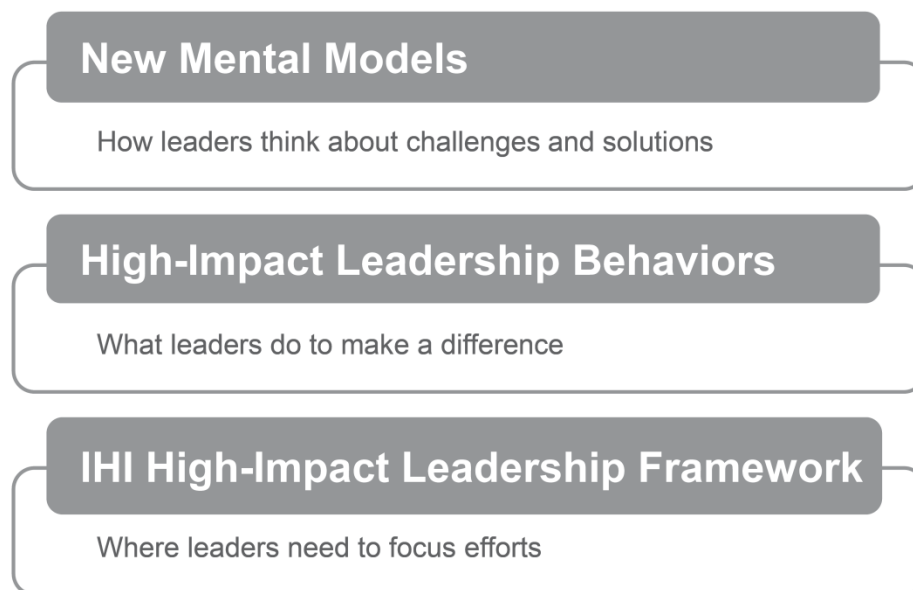 New Mental Models
How leaders think about challenges and solutions
High-Impact Leadership Behaviors
What leaders do to make a difference
IHI High-Impact Leadership Framework
Where leaders need to focus efforts